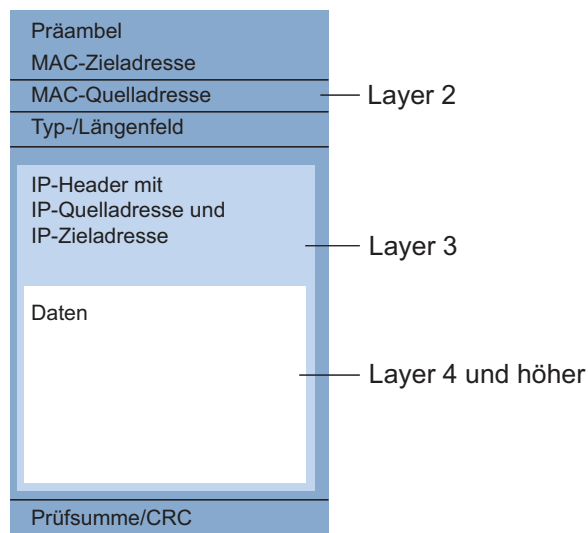 Präambel
MAC-Zieladresse
MAC-Quelladresse
Layer 2
Typ-/Längenfeld
IP-Header mit
IP-Quelladresse und
IP-Zieladresse
Layer 3
Daten
Layer 4 und höher
Prüfsumme/CRC